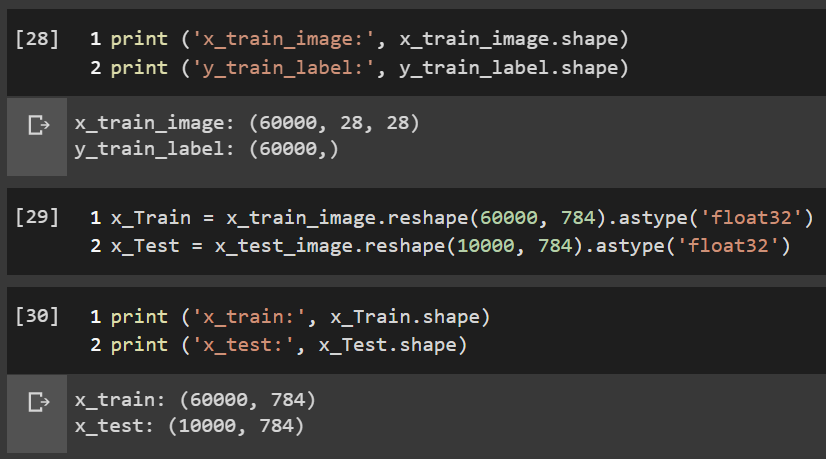 [28] 1 print ('x_train_image:', x_train_image.shape)
2 print ('y_train_label:', y_train_label.shape)
x_train_image: (60000, 28, 28)
y_train_label: (60000,)
[29] 1 x_Train = x_train_image.reshape(60000, 784).astype('float32')
2 x_Test = x_test_image.reshape(10000, 784).astype('float32')
[30] 1 print ('x_train:', x_Train.shape)
2 print ('x_test:', x_Test.shape)
x_train: (60000, 784)
x_test: (10000, 784)